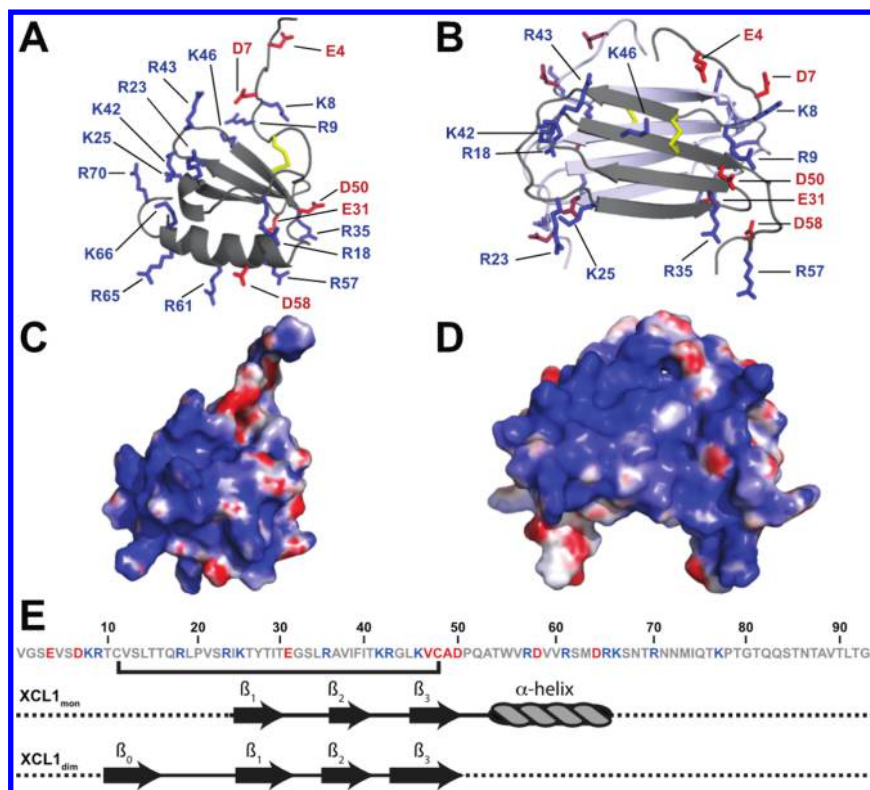 A
D7
E4
K46
R43
R23
K42
K25
R70
K8
R9
D50
E31
R35
R18
K66
R65
R61
D58
R57
B
R43
K46
E4
D7
K8
K42
R18
R9
D50
E31
D58
R23
K25
R35
R57
C
D
E
10 20 30 40 50 60 70 80 90
VGSEVSDKRTCVSLTTQRLPVSRIKTYTITEGSLRAVIFITKRGLKVCADPQATWVRDVVRSMDRKSNTRNNMIQTKPTGTQQSTNTAVTLTG
XCL1mon ß1 ß2 ß3 α-helix
XCL1dim ß0 ß1 ß2 ß3